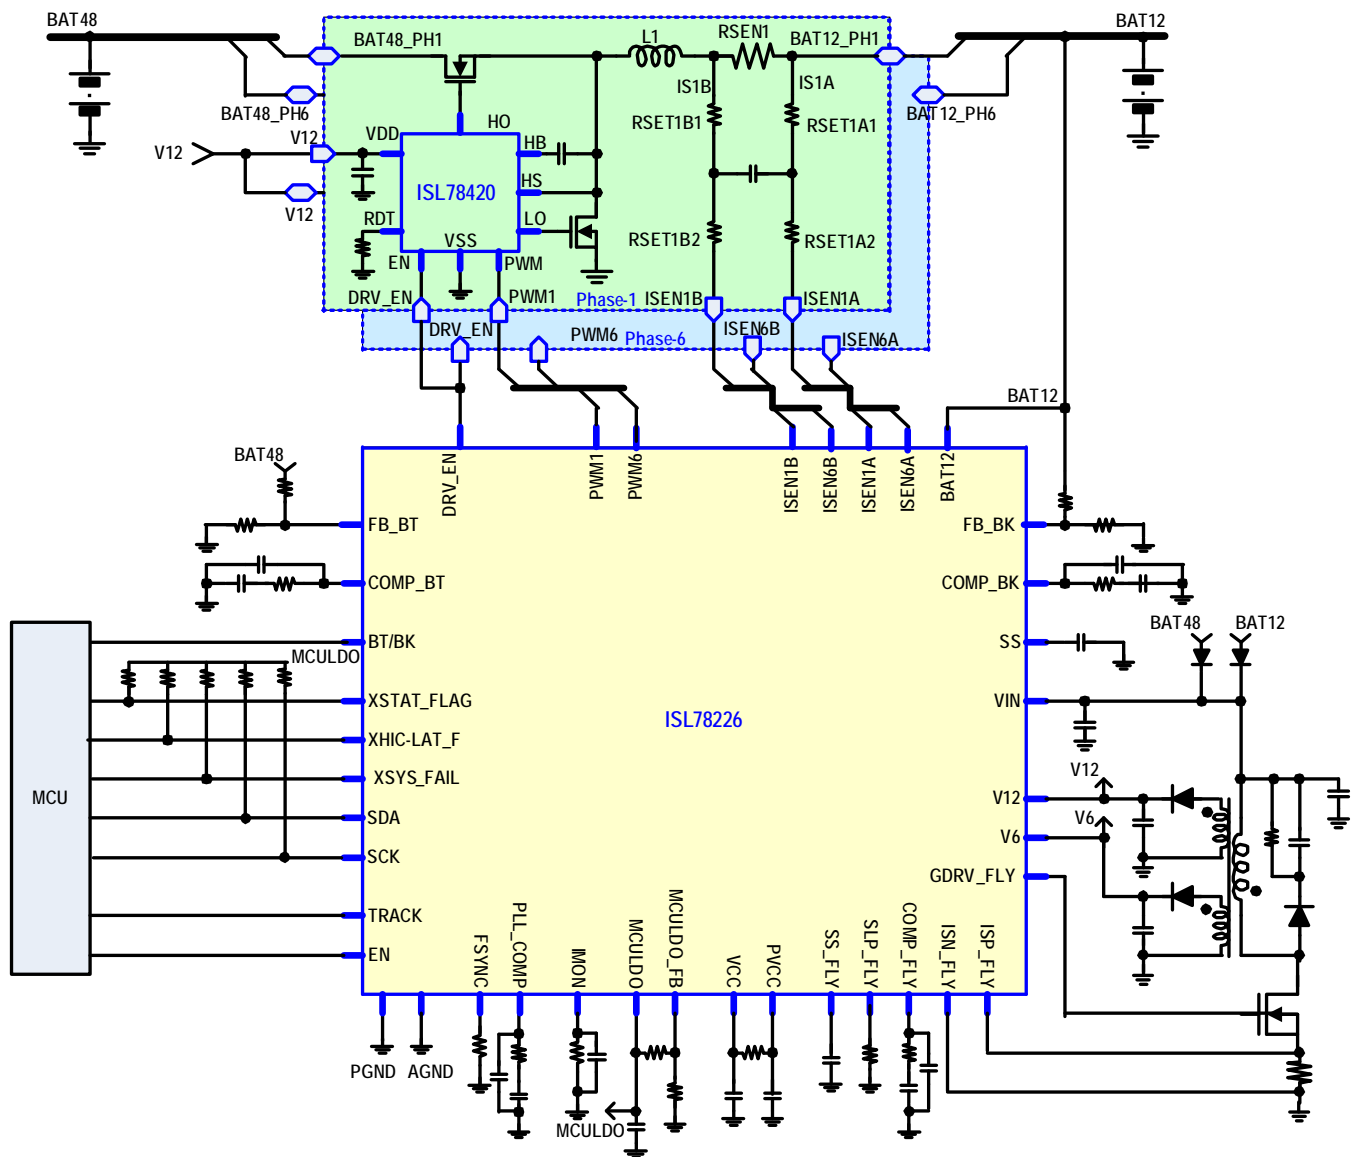 BAT48
BAT12
BAT48_PH1
L1
RSEN1
BAT12_PH1
IS1B
IS1A
BAT48_PH6
BAT12_PH6
V12
V12
VDD
HO
HB
RSET1B1
RSET1A1
ISL78420
HS
V12
RDT
LO
VSS
RSET1B2
RSET1A2
EN
PWM
DRV_EN
PWM1
Phase-1
ISEN1B
ISEN1A
DRV_EN
PWM6
Phase-6
ISEN6B
ISEN6A
BAT12
BAT48
DRV_EN
PWM1
PWM6
ISEN1B
ISEN6B
ISEN1A
ISEN6A
BAT12
FB_BT
FB_BK
COMP_BT
COMP_BK
BT/BK
MCULDO
SS
BAT48
BAT12
XSTAT_FLAG
ISL78226
VIN
XHIC-LAT_F
XSYS_FAIL
MCU
V12
V12
SDA
V6
V6
SCK
GDRV_FLY
TRACK
EN
FSYNC
PLL_COMP
IMON
MCULDO
MCULDO_FB
VCC
PVCC
SS_FLY
SLP_FLY
COMP_FLY
ISN_FLY
ISP_FLY
PGND
AGND
MCULDO